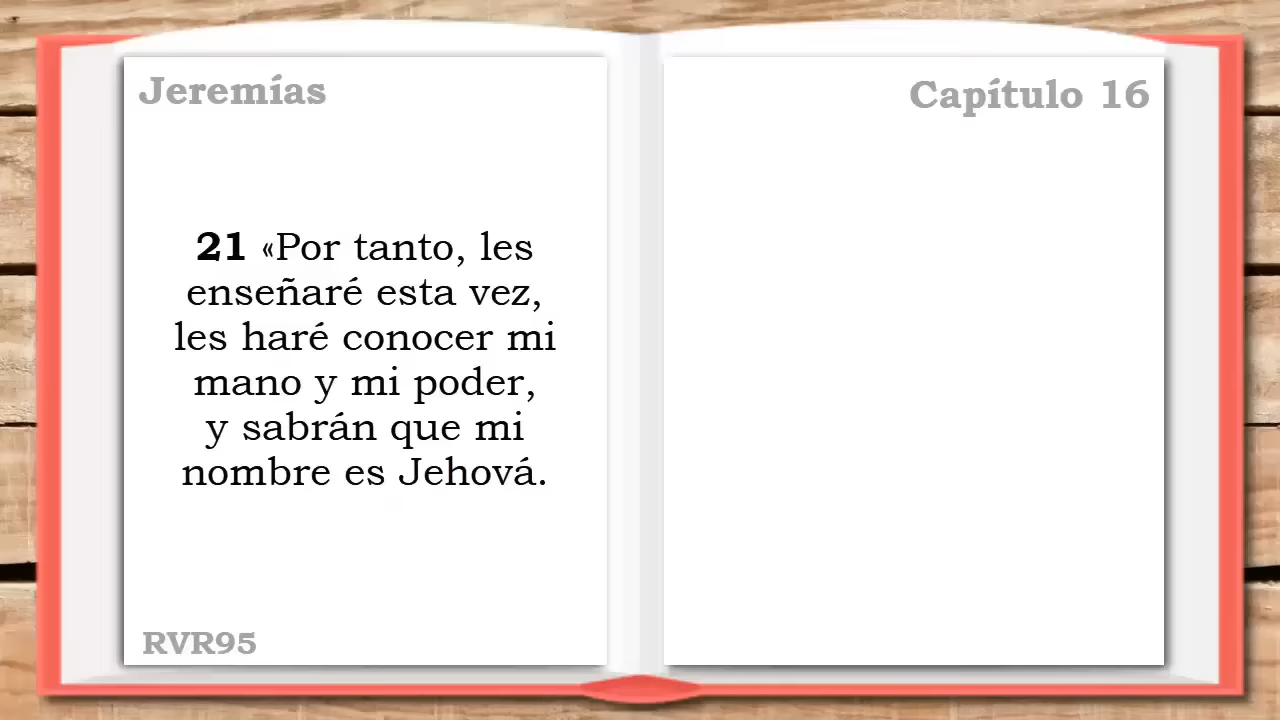 Jeremías
Capítulo 16
21 «Por tanto, les
enseñaré esta vez,
les haré conocer mi
mano y mi poder,
y sabrán que mi
nombre es Jehová.
RVR95